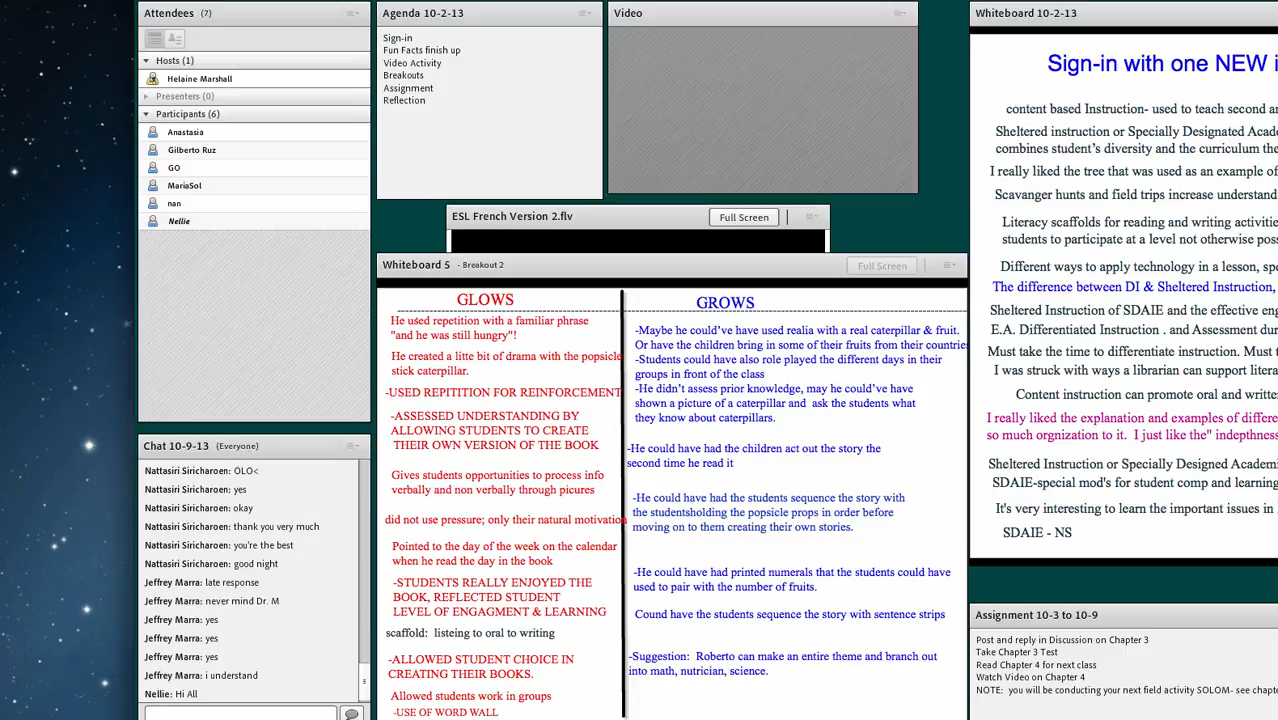 Attendees (7)
Hosts (1)
Helaine Marshall
Presenters (0)
Participants (6)
Anastasia
Gilberto Ruz
GO
MariaSol
nan
Nellie
Chat 10-9-13 (Everyone)
Nattasiri Siricharoen: OLO<
Nattasiri Siricharoen: yes
Nattasiri Siricharoen: okay
Nattasiri Siricharoen: thank you very much
Nattasiri Siricharoen: you're the best
Nattasiri Siricharoen: good night
Jeffrey Marra: late response
Jeffrey Marra: never mind Dr. M
Jeffrey Marra: yes
Jeffrey Marra: yes
Jeffrey Marra: yes
Jeffrey Marra: i understand
Nellie: Hi All
Agenda 10-2-13
Sign-in
Fun Facts finish up
Video Activity
Breakouts
Assignment
Reflection
Video
ESL French Version 2.flv
Full Screen
Whiteboard 5 - Breakout 2
Full Screen
GLOWS
He used repetition with a familiar phrase
"and he was still hungry"!
He created a litte bit of drama with the popsicle
stick caterpillar.
-USED REPITITION FOR REINFORCEMENT
-ASSESSED UNDERSTANDING BY
ALLOWING STUDENTS TO CREATE
THEIR OWN VERSION OF THE BOOK
Gives students opportunities to process info
verbally and non verbally through picures
did not use pressure; only their natural motivation
Pointed to the day of the week on the calendar
when he read the day in the book
-STUDENTS REALLY ENJOYED THE
BOOK, REFLECTED STUDENT
LEVEL OF ENGAGMENT & LEARNING
scaffold: listeing to oral to writing
-ALLOWED STUDENT CHOICE IN
CREATING THEIR BOOKS.
Allowed students work in groups
-USE OF WORD WALL
GROWS
-Maybe he could've have used realia with a real caterpillar & fruit.
Or have the children bring in some of their fruits from their countries
-Students could have also role played the different days in their
groups in front of the class
-He didn't assess prior knowledge, may he could've have
shown a picture of a caterpillar and ask the students what
they know about caterpillars.
-He could have had the children act out the story the
second time he read it
-He could have had the students sequence the story with
the studentsholding the popsicle props in order before
moving on to them creating their own stories.
-He could have had printed numerals that the students could have
used to pair with the number of fruits.
Cound have the students sequence the story with sentence strips
-Suggestion: Roberto can make an entire theme and branch out
into math, nutrician, science.
Whiteboard 10-2-13
Sign-in with one NEW i
content based Instruction- used to teach second an
Sheltered instruction or Specially Designated Acade
combines student's diversity and the curriculum the
I really liked the tree that was used as an example of
Scavanger hunts and field trips increase understand
Literacy scaffolds for reading and writing activitie
students to participate at a level not otherwise poss
Different ways to apply technology in a lesson, spe
The difference between DI & Sheltered Instruction,
Sheltered Instruction of SDAIE and the effective eng
E.A. Differentiated Instruction . and Assessment dur
Must take the time to differentiate instruction. Must t
I was struck with ways a librarian can support litera
Content instruction can promote oral and writte
I really liked the explanation and examples of differe
so much orgnization to it. I just like the" indepthness
Sheltered Instruction or Specially Designed Academi
SDAIE-special mod's for student comp and learning
It's very interesting to learn the important issues in I
SDAIE - NS
Assignment 10-3 to 10-9
Post and reply in Discussion on Chapter 3
Take Chapter 3 Test
Read Chapter 4 for next class
Watch Video on Chapter 4
NOTE: you will be conducting your next field activity SOLOM- see chapte